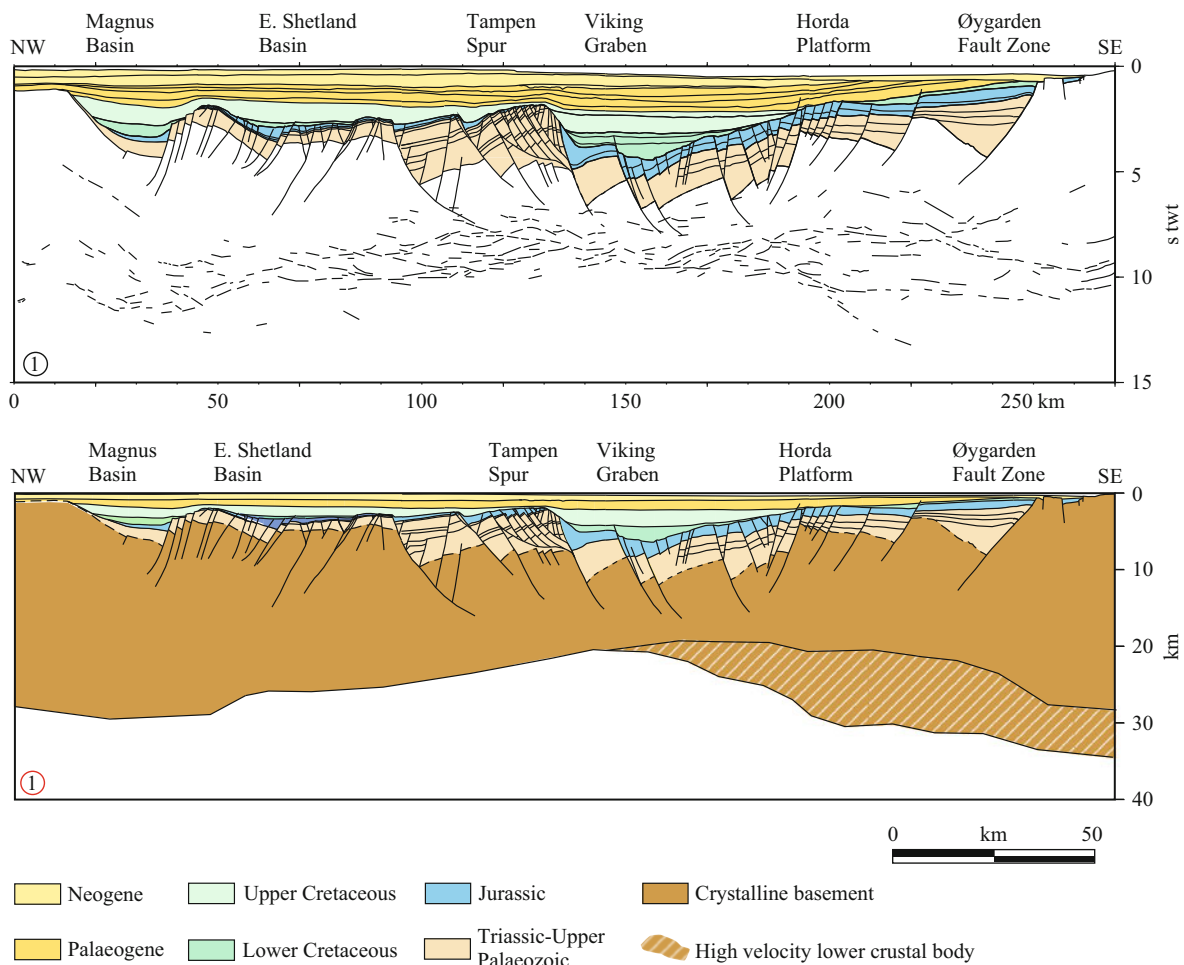 Magnus Basin
E. Shetland Basin
Tampen Spur
Viking Graben
Horda Platform
Øygarden Fault Zone
NW
SE
0
5
10
15
s twt
1
0
50
100
150
200
250 km
Magnus Basin
E. Shetland Basin
Tampen Spur
Viking Graben
Horda Platform
Øygarden Fault Zone
NW
SE
0
10
20
30
40
km
1
0 km 50
Neogene
Upper Cretaceous
Jurassic
Crystalline basement
Palaeogene
Lower Cretaceous
Triassic-Upper
Palaeozoic
High velocity lower crustal body